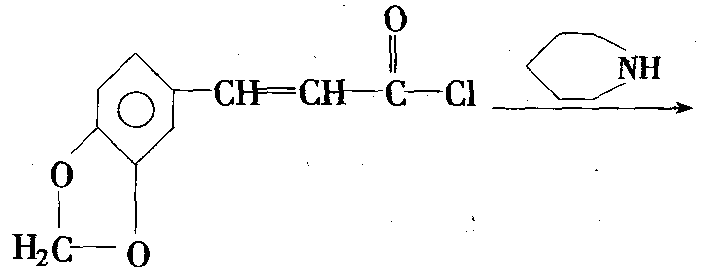 O
NH
CH=CH—C—Cl
O
H₂C—O